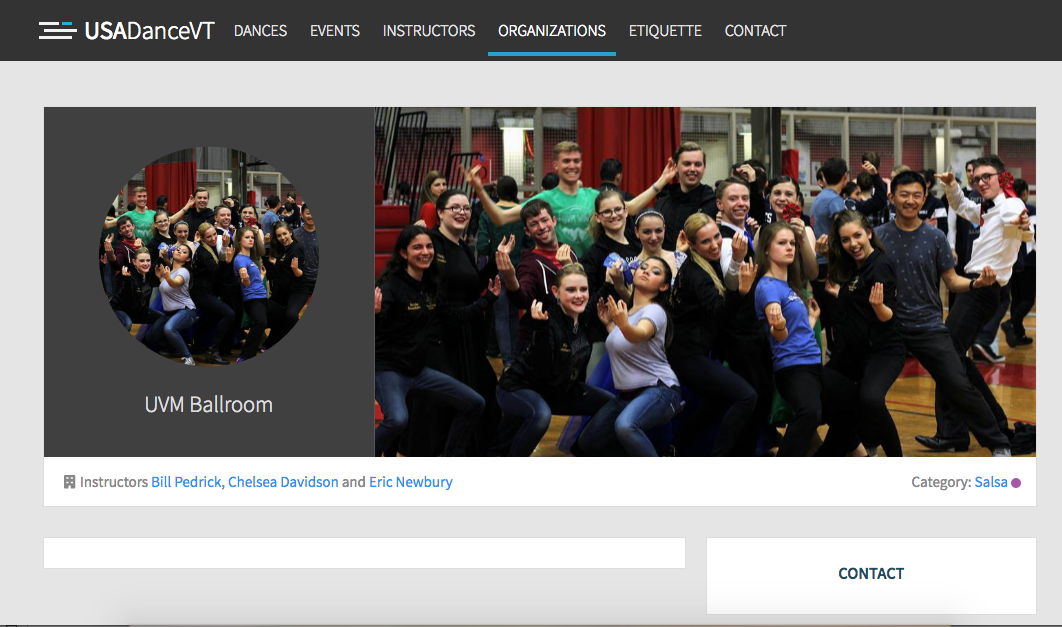 USADanceVT DANCES EVENTS INSTRUCTORS ORGANIZATIONS ETIQUETTE CONTACT
UVM Ballroom
Instructors Bill Pedrick, Chelsea Davidson and Eric Newbury
Category: Salsa
CONTACT